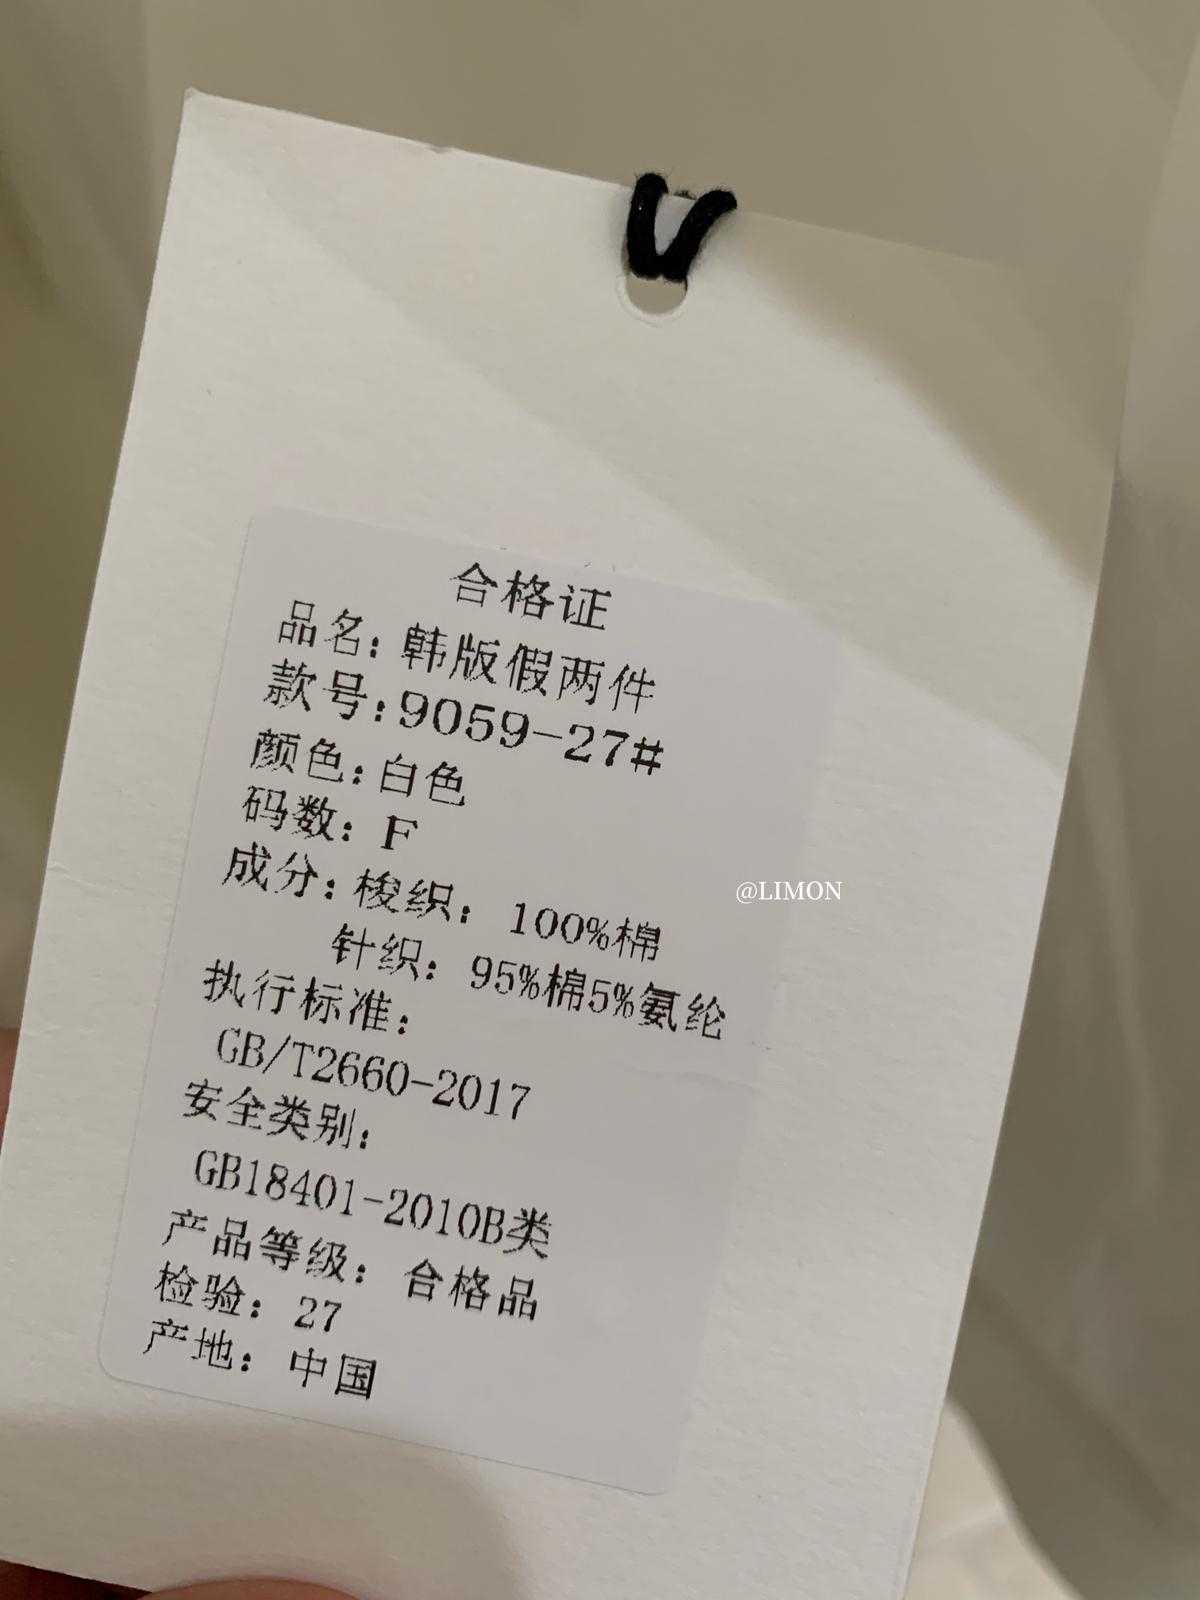 合格证
品名：韩版假两件
款号：9059-27#
颜色：白色
码数：F
成分：梭织：100%棉
针织：95%棉5%氨纶
执行标准：
GB/T2660-2017
安全类别：
GB18401-2010B类
产品等级：合格品
检验：27
产地：中国
@LIMON